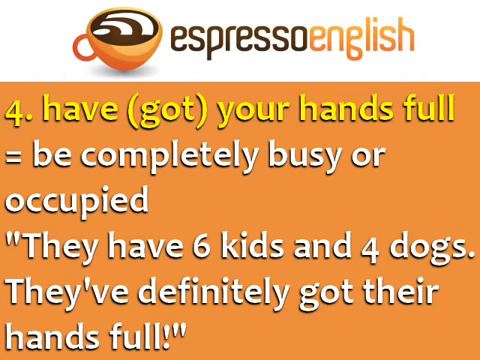 espressoenglish
4. have (got) your hands full
= be completely busy or
occupied
"They have 6 kids and 4 dogs.
They've definitely got their
hands full!"